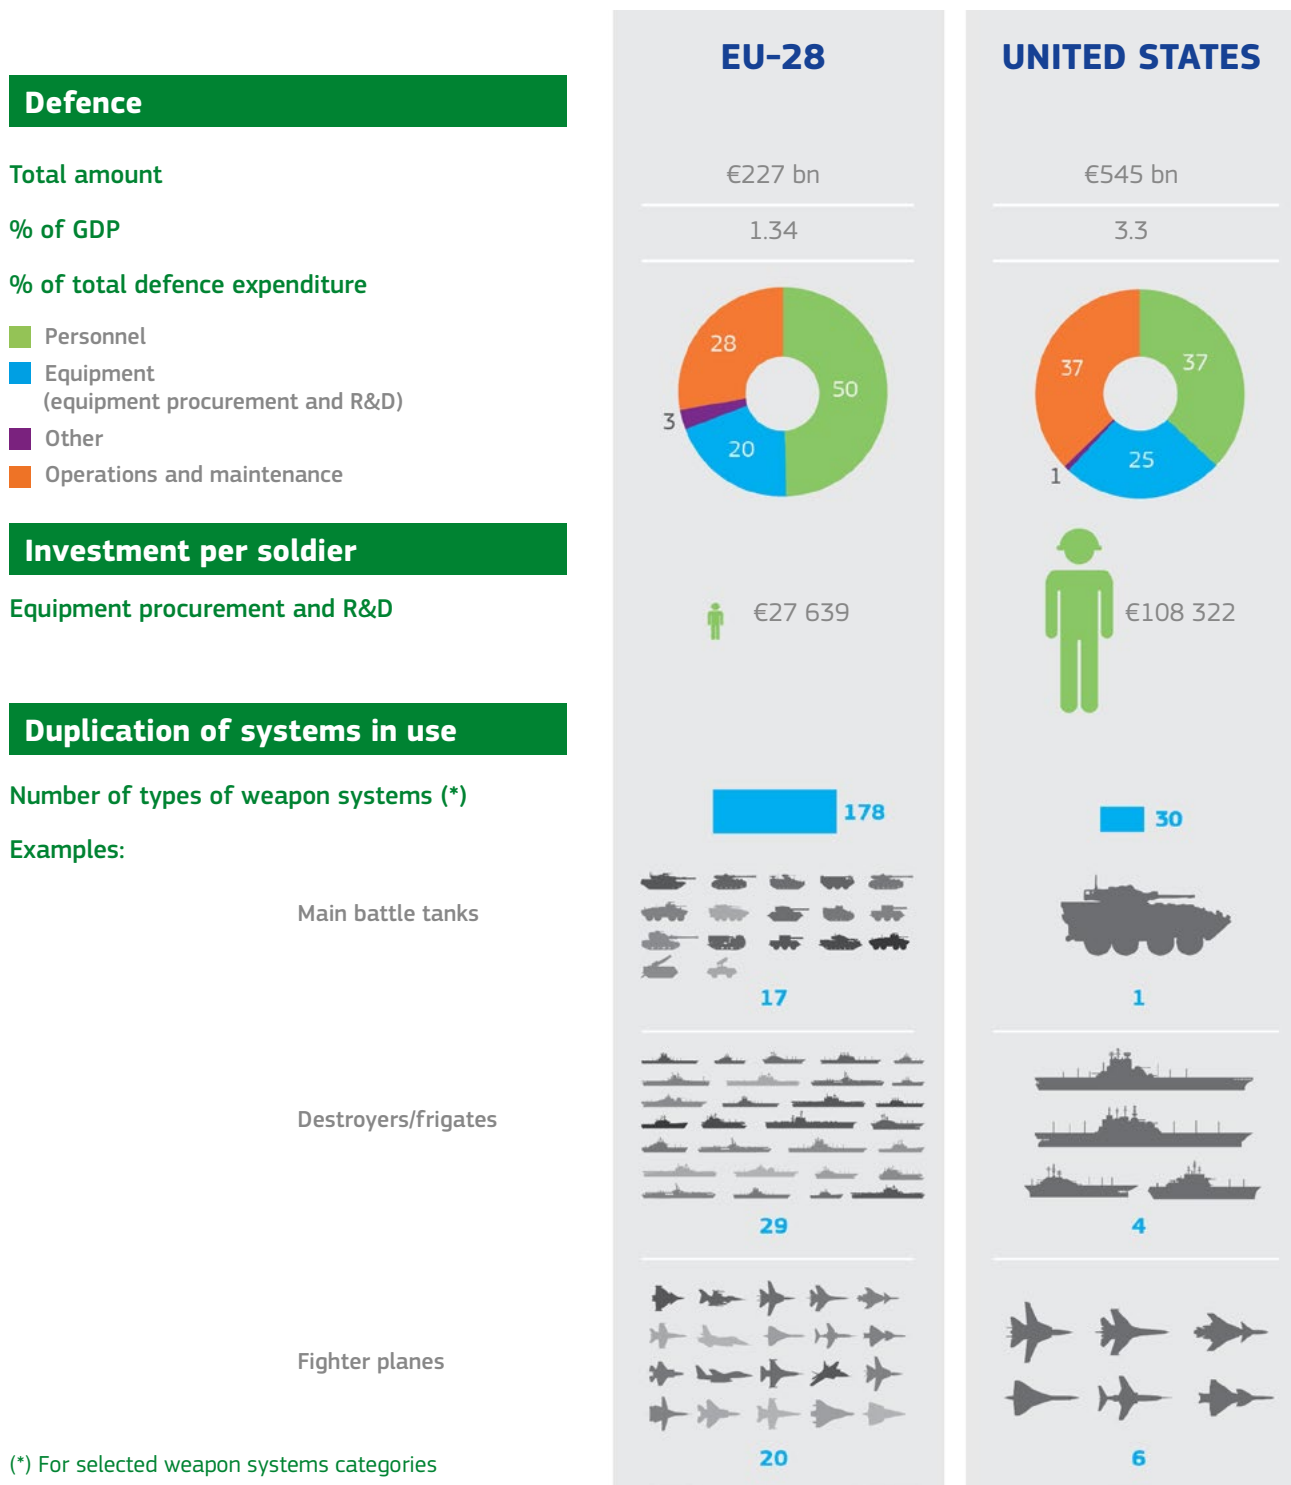 EU-28
UNITED STATES
Defence
Total amount
€227 bn
€545 bn
% of GDP
1.34
3.3
% of total defence expenditure
Personnel
Equipment
(equipment procurement and R&D)
Other
Operations and maintenance
28
50
3
20
37
37
25
1
Investment per soldier
Equipment procurement and R&D
€27 639
€108 322
Duplication of systems in use
Number of types of weapon systems (*)
178
30
Examples:
Main battle tanks
17
1
Destroyers/frigates
29
4
Fighter planes
20
6
(*) For selected weapon systems categories